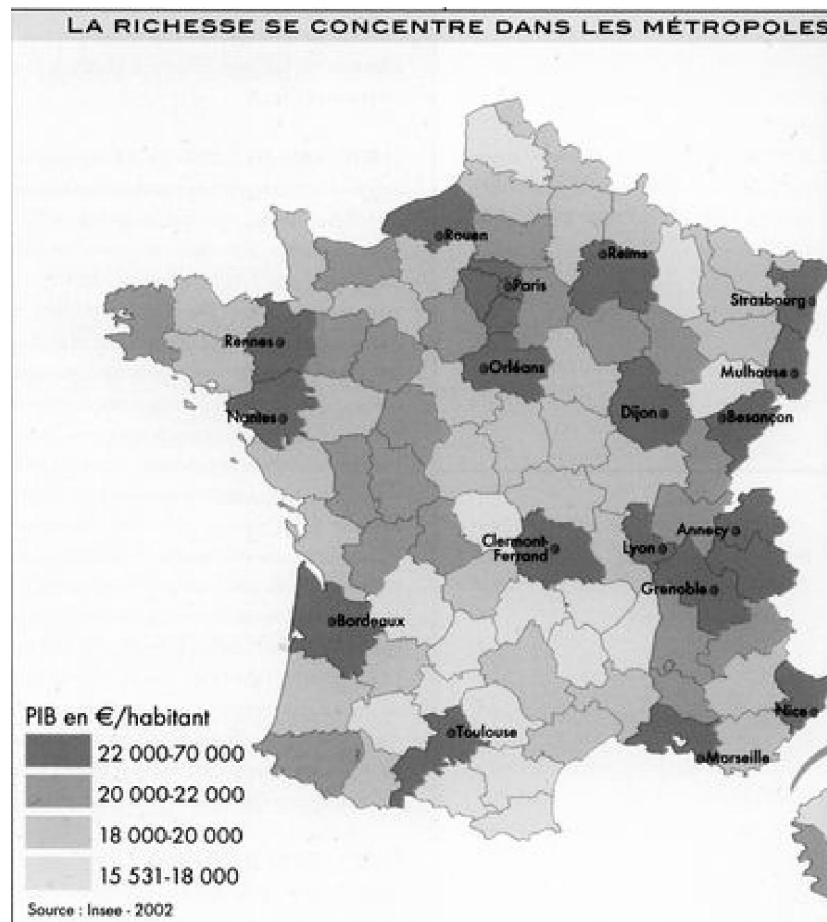 LA RICHESSE SE CONCENTRE DANS LES MÉTROPOLES
Rouen
Reims
Paris
Strasbourg
Rennes
Orléans
Mulhouse
Nantes
Dijon
Besançon
Clermont-
Ferrand
Lyon
Annecy
Grenoble
Bordeaux
Nice
Toulouse
Marseille
PIB en €/habitant
22 000-70 000
20 000-22 000
18 000-20 000
15 531-18 000
Source : Insee - 2002